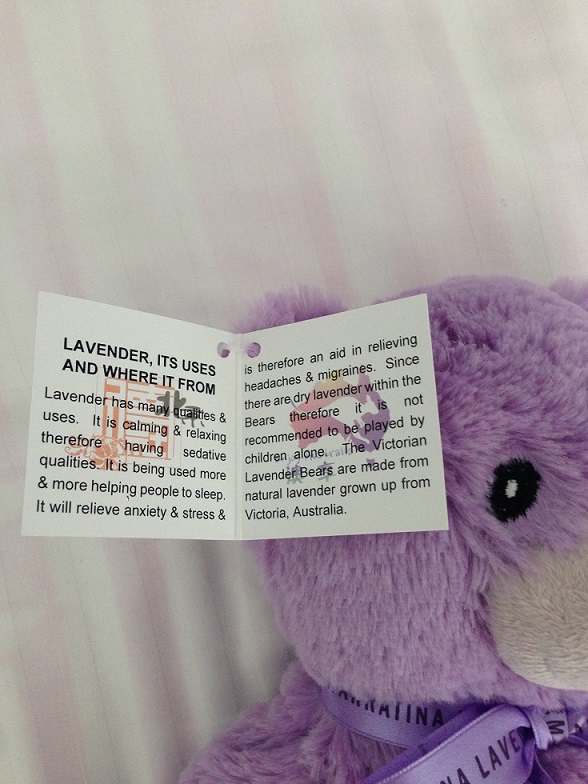 LAVENDER, ITS USES
AND WHERE IT FROM
Lavender has many qualities &
uses. It is calming & relaxing
therefore having sedative
qualities. It is being used more
& more helping people to sleep.
It will relieve anxiety & stress &
is therefore an aid in relieving
headaches & migraines. Since
there are dry lavender within the
Bears therefore it is not
recommended to be played by
children alone. The Victorian
Lavender Bears are made from
natural lavender grown up from
Victoria, Australia.